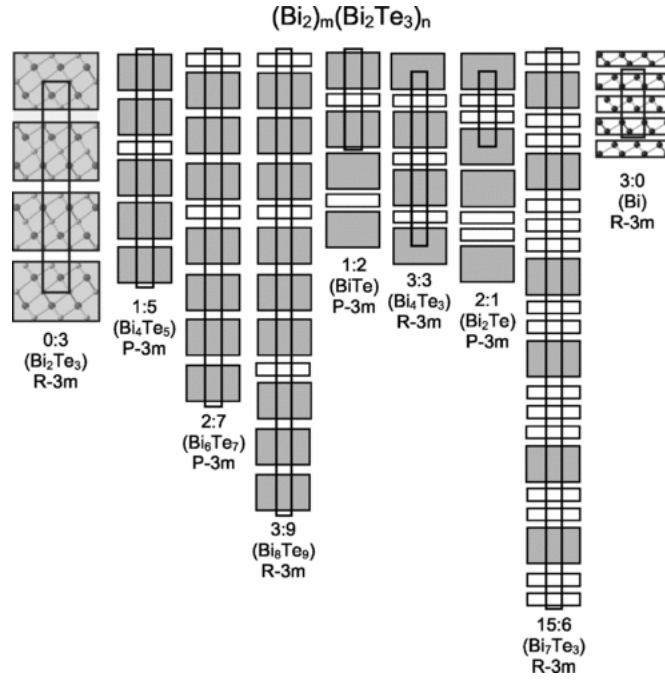 (Bi₂)ₘ(Bi₂Te₃)ₙ
0:3
(Bi₂Te₃)
R-3m
1:5
(Bi₄Te₅)
P-3m
2:7
(Bi₆Te₇)
P-3m
3:9
(Bi₈Te₉)
R-3m
1:2
(BiTe)
P-3m
3:3
(Bi₄Te₃)
R-3m
2:1
(Bi₂Te)
P-3m
15:6
(Bi₇Te₃)
R-3m
3:0
(Bi)
R-3m